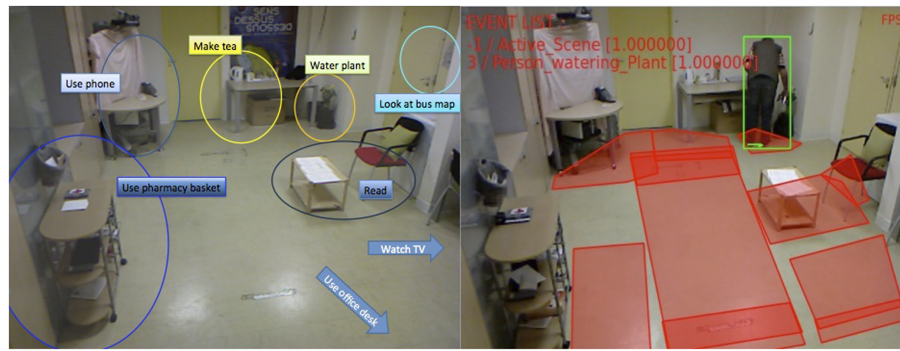 SENS
DESSUS
DESSOUS
Make tea
Water plant
Use phone
Look at bus map
Use pharmacy basket
Read
Watch TV
Use office desk
EVENT LIST
-1 / Active_Scene [1.000000]
3 / Person_watering_Plant [1.000000]
FPS